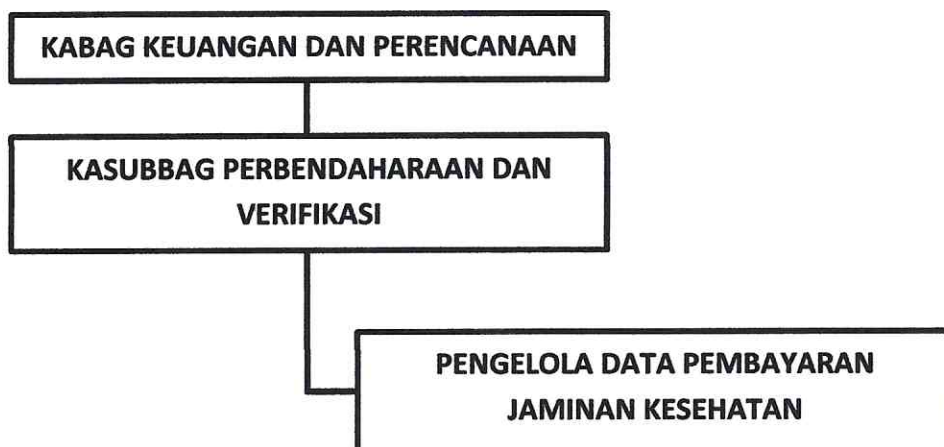 KABAG KEUANGAN DAN PERENCANAAN
KASUBBAG PERBENDAHARAAN DAN
VERIFIKASI
PENGELOLA DATA PEMBAYARAN
JAMINAN KESEHATAN